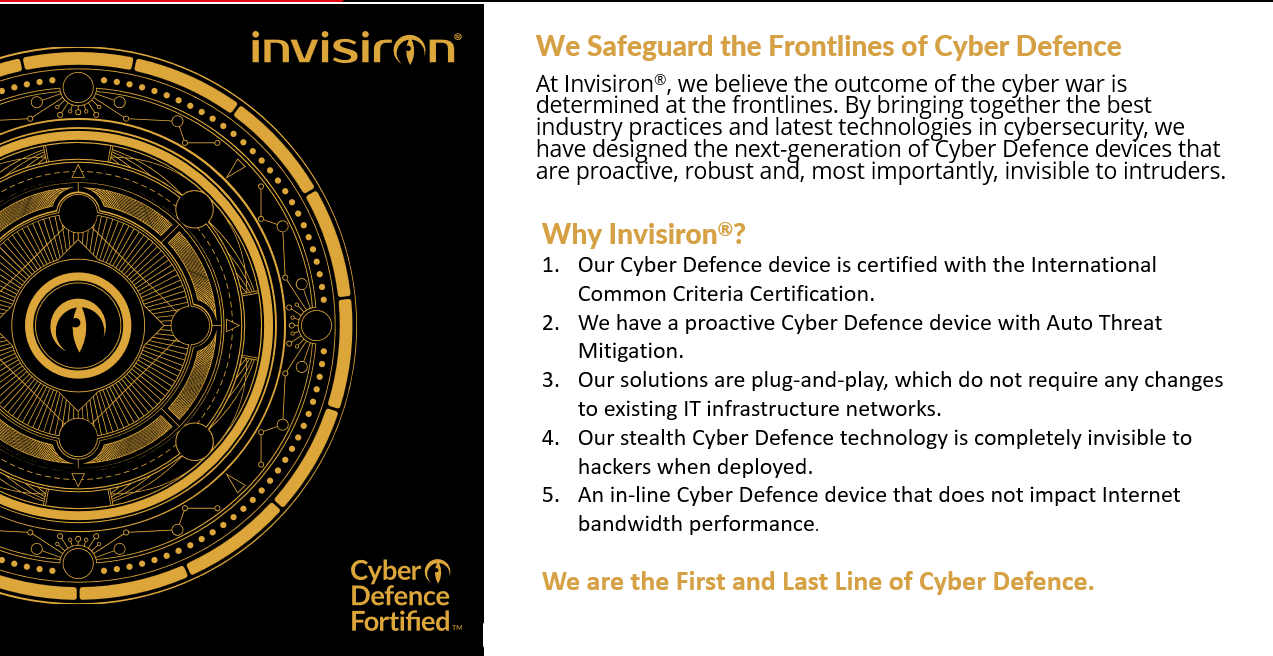 invisiron®
Cyber
Defence
Fortified™
We Safeguard the Frontlines of Cyber Defence
At Invisiron®, we believe the outcome of the cyber war is
determined at the frontlines. By bringing together the best
industry practices and latest technologies in cybersecurity, we
have designed the next-generation of Cyber Defence devices that
are proactive, robust and, most importantly, invisible to intruders.
Why Invisiron®?
1. Our Cyber Defence device is certified with the International
Common Criteria Certification.
2. We have a proactive Cyber Defence device with Auto Threat
Mitigation.
3. Our solutions are plug-and-play, which do not require any changes
to existing IT infrastructure networks.
4. Our stealth Cyber Defence technology is completely invisible to
hackers when deployed.
5. An in-line Cyber Defence device that does not impact Internet
bandwidth performance.
We are the First and Last Line of Cyber Defence.